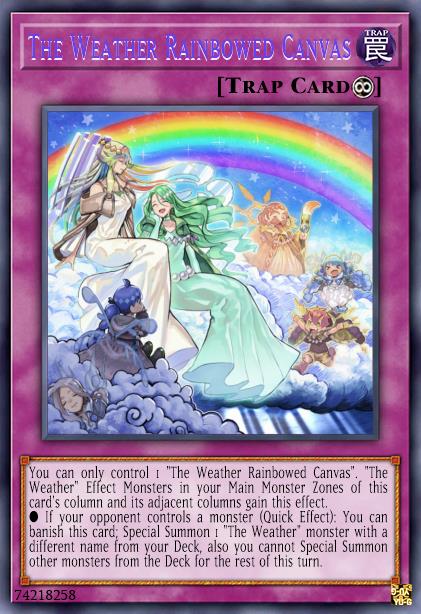 The Weather Rainbowed Canvas
TRAP
罠
[Trap Card]
You can only control 1 "The Weather Rainbowed Canvas". "The
Weather" Effect Monsters in your Main Monster Zones of this
card's column and its adjacent columns gain this effect.
● If your opponent controls a monster (Quick Effect): You can
banish this card; Special Summon 1 "The Weather" monster with a
different name from your Deck, also you cannot Special Summon
other monsters from the Deck for the rest of this turn.
74218258